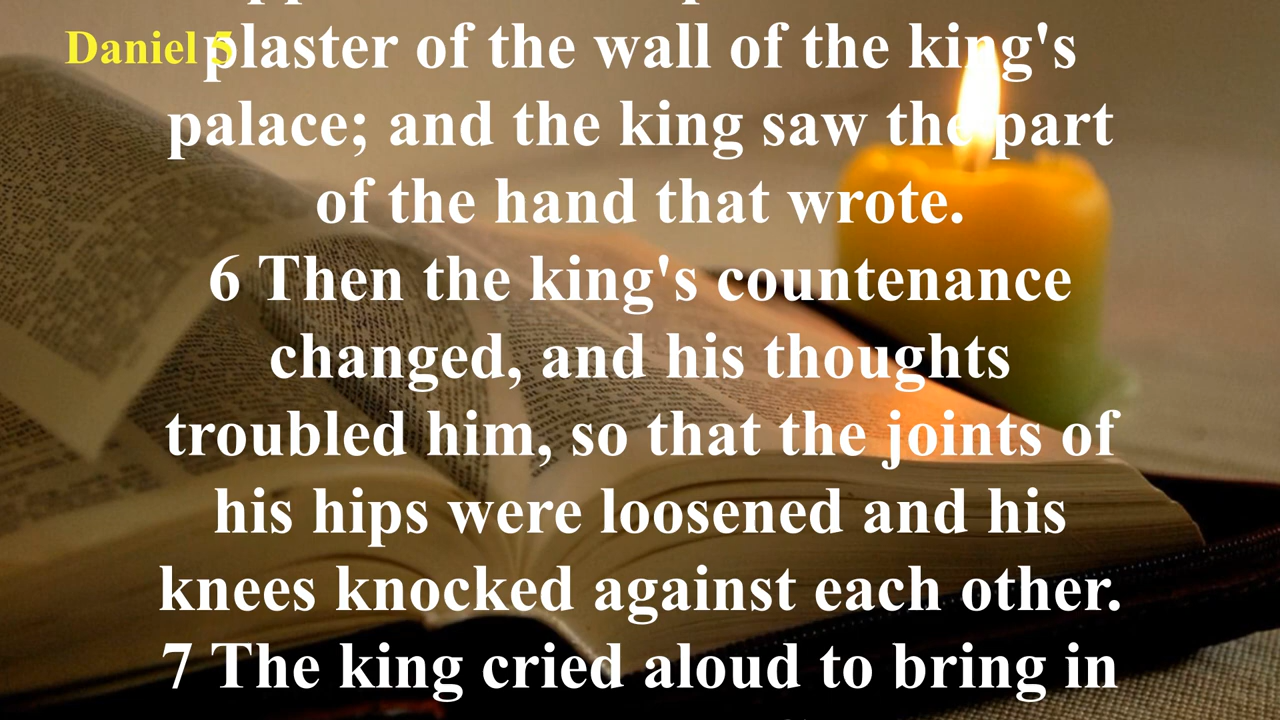 Daniel 5
plaster of the wall of the king's
palace; and the king saw the part
of the hand that wrote.
6 Then the king's countenance
changed, and his thoughts
troubled him, so that the joints of
his hips were loosened and his
knees knocked against each other.
7 The king cried aloud to bring in